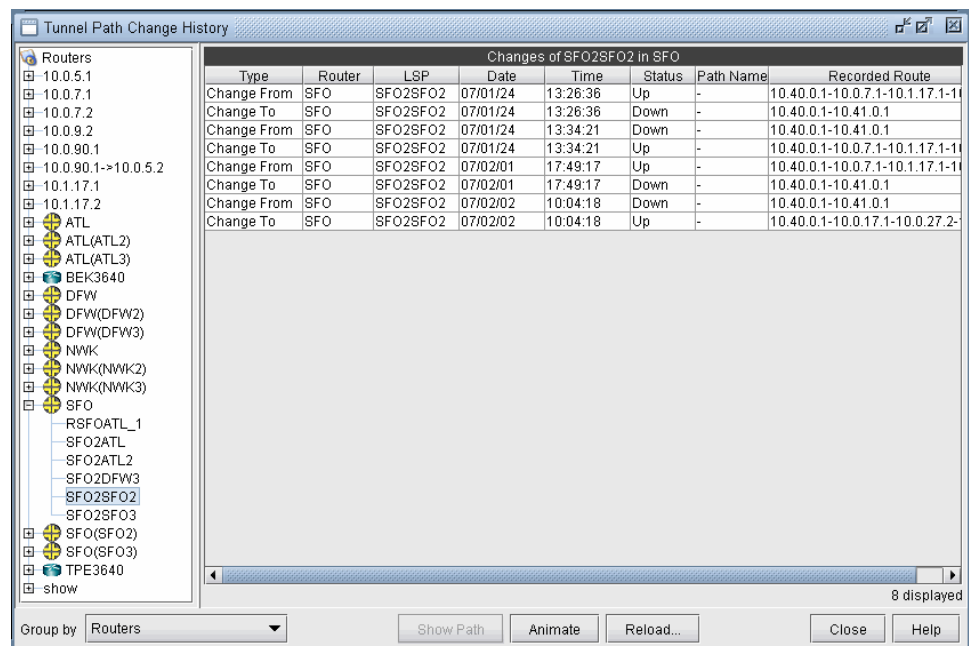 Tunnel Path Change History
Routers
10.0.5.1
10.0.7.1
10.0.7.2
10.0.9.2
10.0.90.1
10.0.90.1->10.0.5.2
10.1.17.1
10.1.17.2
ATL
ATL(ATL2)
ATL(ATL3)
BEK3640
DFW
DFW(DFW2)
DFW(DFW3)
NWK
NWK(NWK2)
NWK(NWK3)
SFO
RSFOATL_1
SFO2ATL
SFO2ATL2
SFO2DFW3
SFO2SFO2
SFO2SFO3
SFO(SFO2)
SFO(SFO3)
TPE3640
show
Changes of SFO2SFO2 in SFO
Type Router LSP Date Time Status Path Name Recorded Route
Change From SFO SFO2SFO2 07/01/24 13:26:36 Up - 10.40.0.1-10.0.7.1-10.1.17.1-1
Change To SFO SFO2SFO2 07/01/24 13:26:36 Down - 10.40.0.1-10.41.0.1
Change From SFO SFO2SFO2 07/01/24 13:34:21 Down - 10.40.0.1-10.41.0.1
Change To SFO SFO2SFO2 07/01/24 13:34:21 Up - 10.40.0.1-10.0.7.1-10.1.17.1-1
Change From SFO SFO2SFO2 07/02/01 17:49:17 Up - 10.40.0.1-10.0.7.1-10.1.17.1-1
Change To SFO SFO2SFO2 07/02/01 17:49:17 Down - 10.40.0.1-10.41.0.1
Change From SFO SFO2SFO2 07/02/02 10:04:18 Down - 10.40.0.1-10.41.0.1
Change To SFO SFO2SFO2 07/02/02 10:04:18 Up - 10.40.0.1-10.0.17.1-10.0.27.2-
8 displayed
Group by Routers Show Path Animate Reload... Close Help